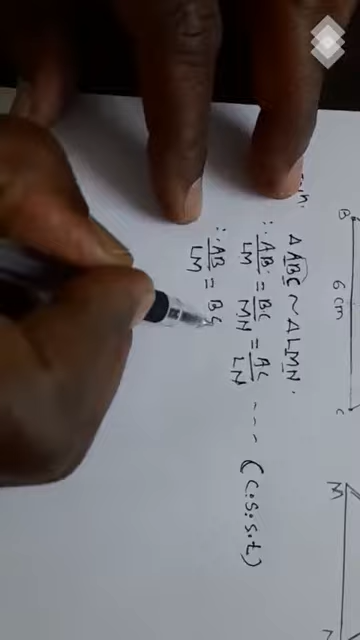 ΔABC ~ ΔLMN.
∴ AB/LM = BC/MN = AC/LN ---- (C.S.S.t)
∴ AB/LM = BC
B
6 cm
C
M